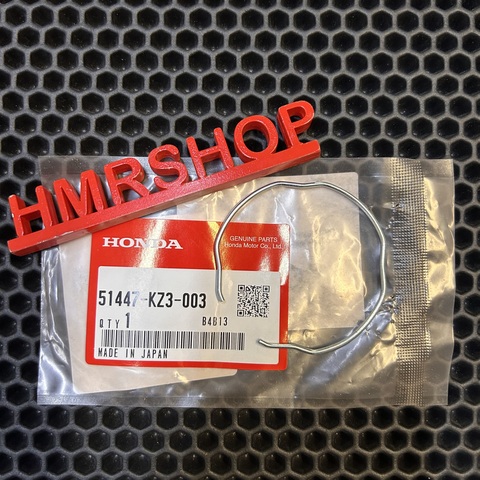 HMRSHOP
HONDA
GENUINE PARTS
Honda Motor Co., Ltd.
51447-KZ3-003
QTY 1 B4B13
MADE IN JAPAN